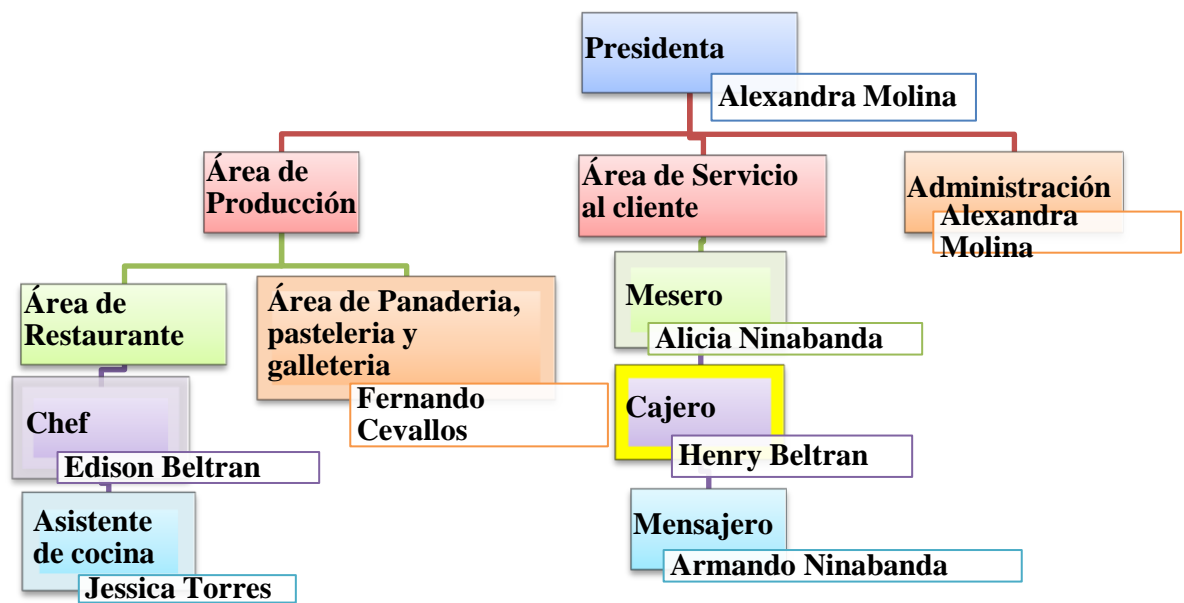 Presidenta
Alexandra Molina
Área de
Producción
Área de Servicio
al cliente
Administración
Alexandra
Molina
Área de
Restaurante
Área de Panaderia,
pasteleria y
galleteria
Fernando
Cevallos
Mesero
Alicia Ninabanda
Chef
Edison Beltran
Cajero
Henry Beltran
Asistente
de cocina
Jessica Torres
Mensajero
Armando Ninabanda